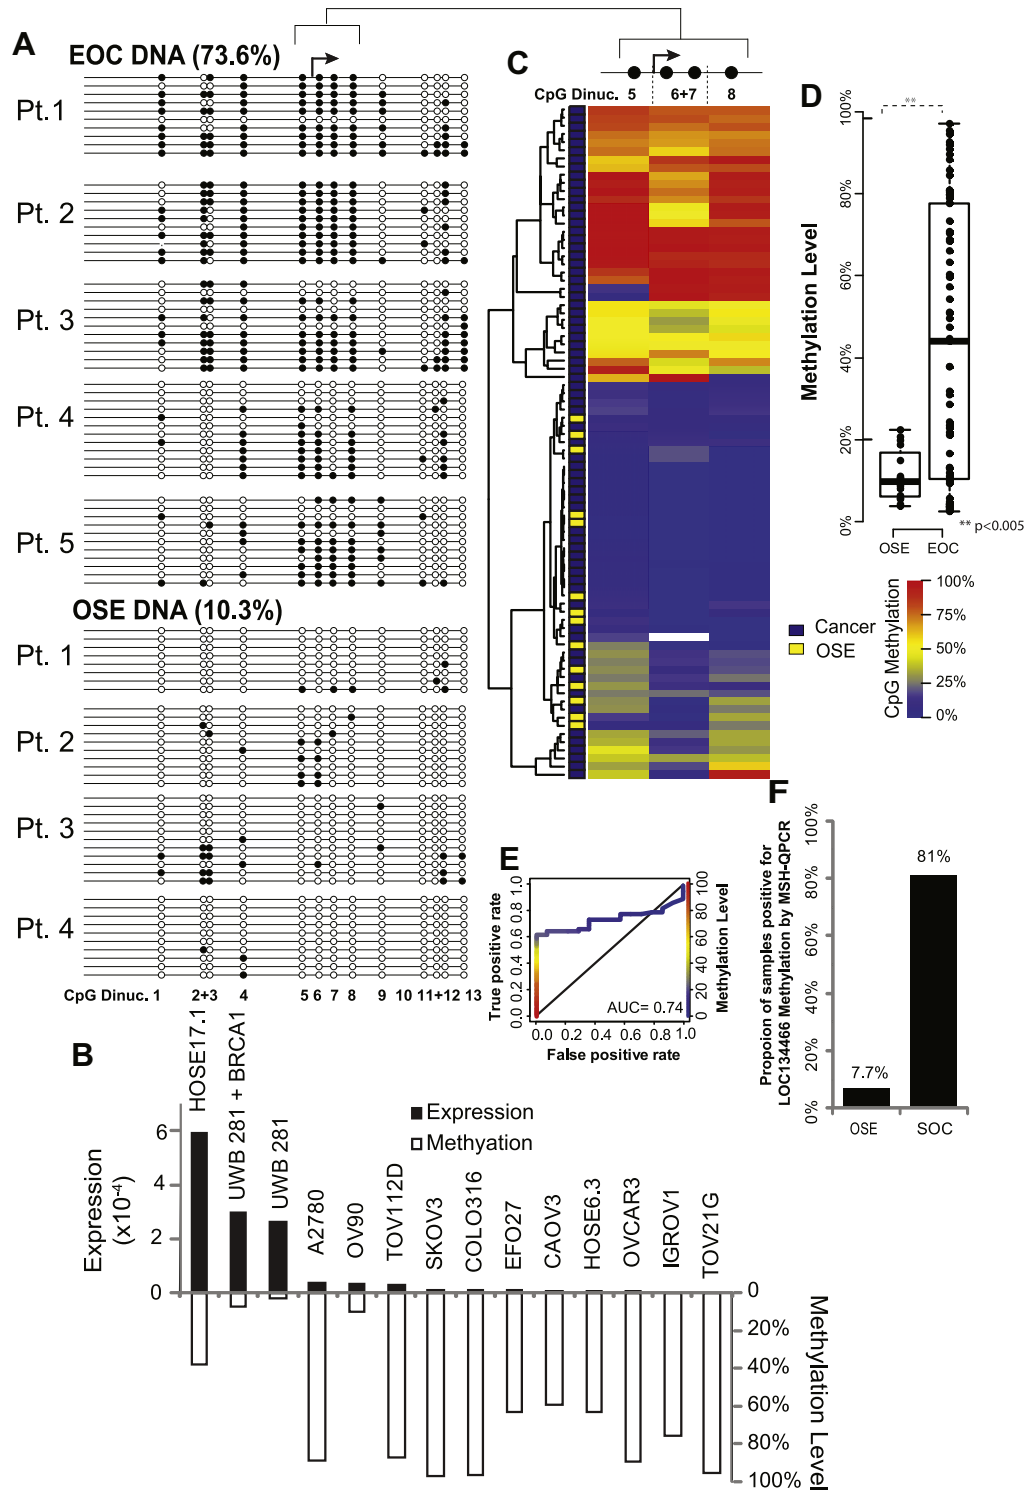 A
EOC DNA (73.6%)
Pt.1
Pt. 2
Pt. 3
Pt. 4
Pt. 5
OSE DNA (10.3%)
Pt. 1
Pt. 2
Pt. 3
Pt. 4
CpG Dinuc. 1 2+3 4 5 6 7 8 9 10 11+12 13
B
Expression
(x10-4)
6
4
2
0
HOSE17.1
UWB 281 + BRCA1
UWB 281
A2780
OV90
TOV112D
SKOV3
COLO316
EFO27
CAOV3
HOSE6.3
OVCAR3
IGROV1
TOV21G
Expression
Methyation
0
20%
40%
60%
80%
100%
Methylation Level
C
CpG Dinuc. 5 6+7 8
D
Methylation Level
100%
80%
60%
40%
20%
0%
**
OSE EOC
** p<0.005
Cancer
OSE
CpG Methylation
100%
75%
50%
25%
0%
E
True positive rate
0.0 0.2 0.4 0.6 0.8 1.0
0.0 0.2 0.4 0.6 0.8 1.0
False positive rate
AUC= 0.74
0 20 40 60 80 100
Methylation Level
F
Propoion of samples positive for
LOC134466 Methylation by MSH-QPCR
0% 20% 40% 60% 80% 100%
7.7%
81%
OSE SOC